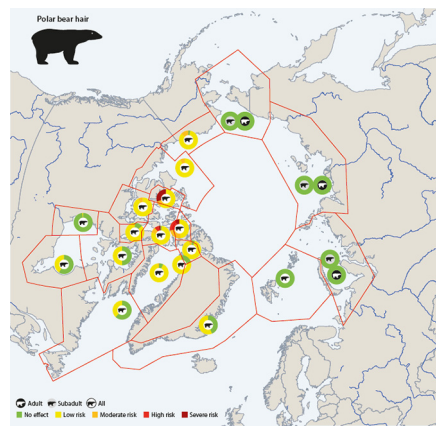 Polar bear hair
Adult Subadult All
No effect Low risk Moderate risk High risk Severe risk